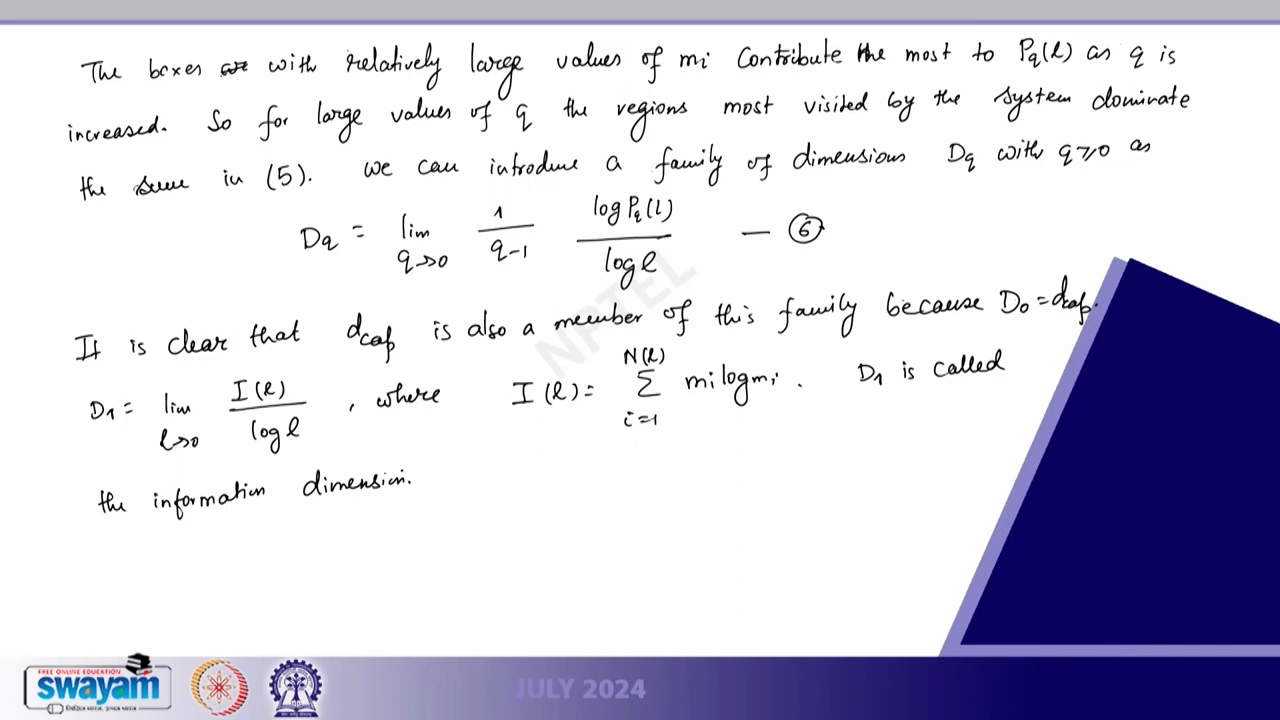 The boxes with relatively large values of mi contribute the most to Pq(l) as q is
increased. So for large values of q the regions most visited by the system dominate
the sum in (5). we can introduce a family of dimensions Dq with q≥0 as
Dq = lim q→0 1/(q-1) log Pq(l)/log l — ⑥
It is clear that dcap is also a member of this family because D0 = dcap.
D1 = lim l→0 I(l)/log l , where I(l) = Σ i=1 N(l) mi log mi . D1 is called
the information dimension.
NPTEL
FREE ONLINE EDUCATION
swayam
JULY 2024